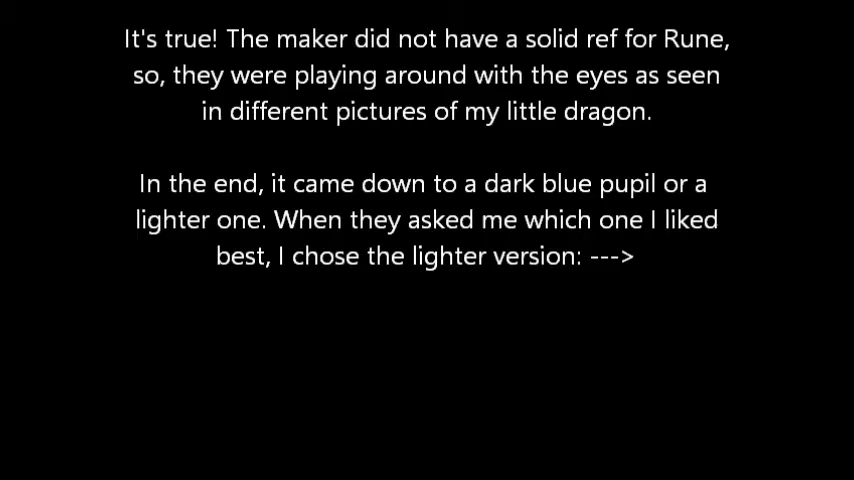 It's true! The maker did not have a solid ref for Rune,
so, they were playing around with the eyes as seen
in different pictures of my little dragon.
In the end, it came down to a dark blue pupil or a
lighter one. When they asked me which one I liked
best, I chose the lighter version: --->